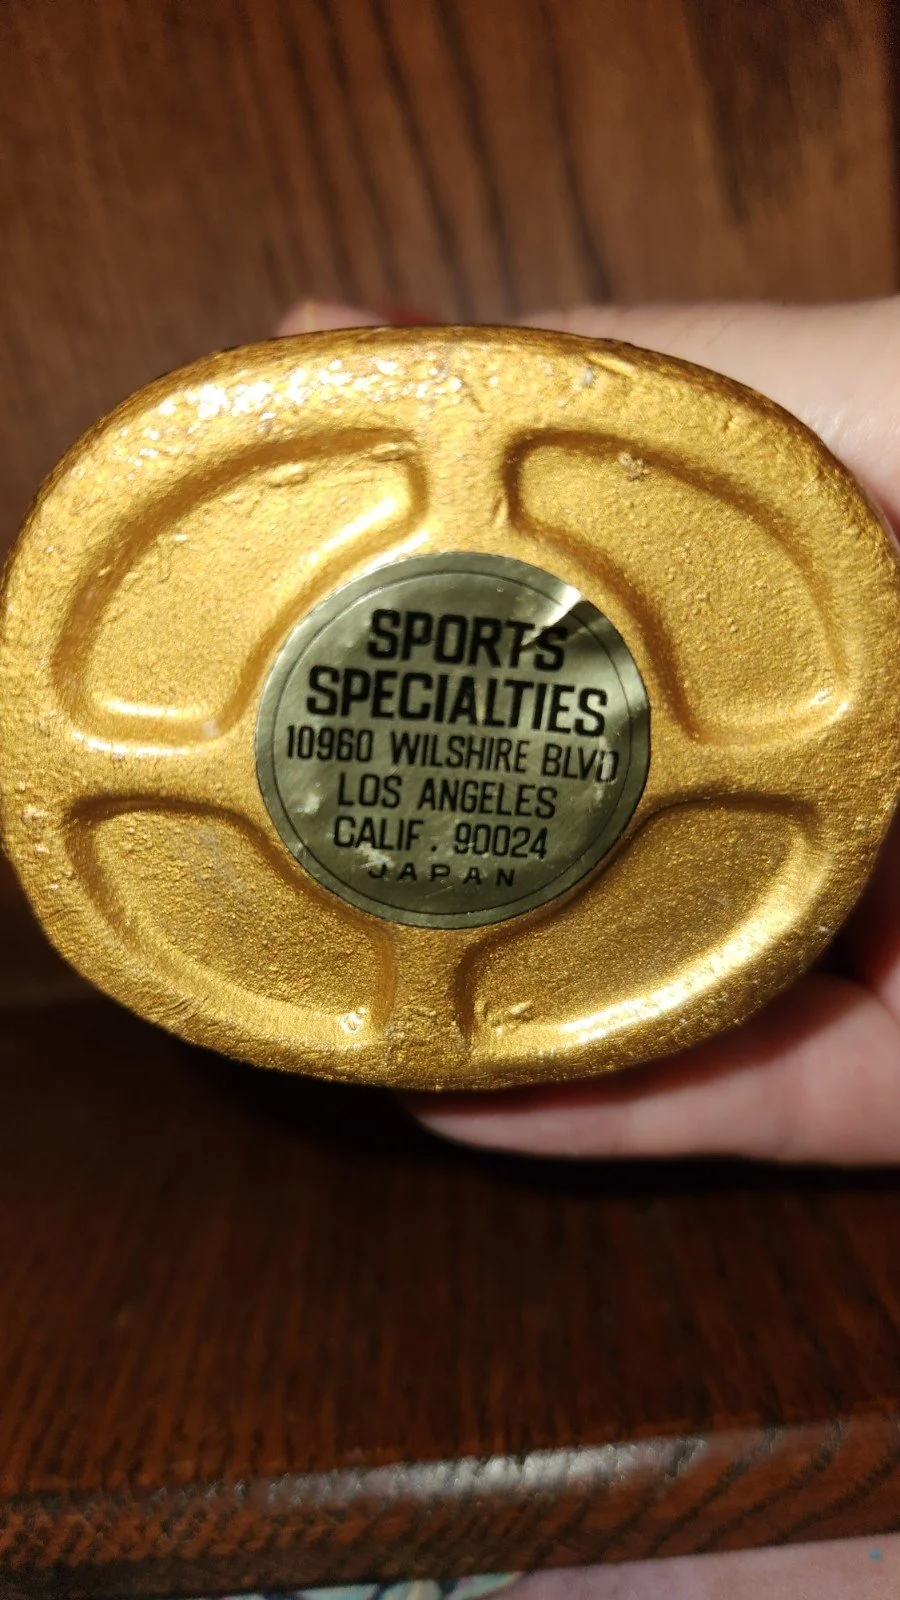 SPORTS
SPECIALTIES
10960 WILSHIRE BLVD
LOS ANGELES
CALIF. 90024
JAPAN